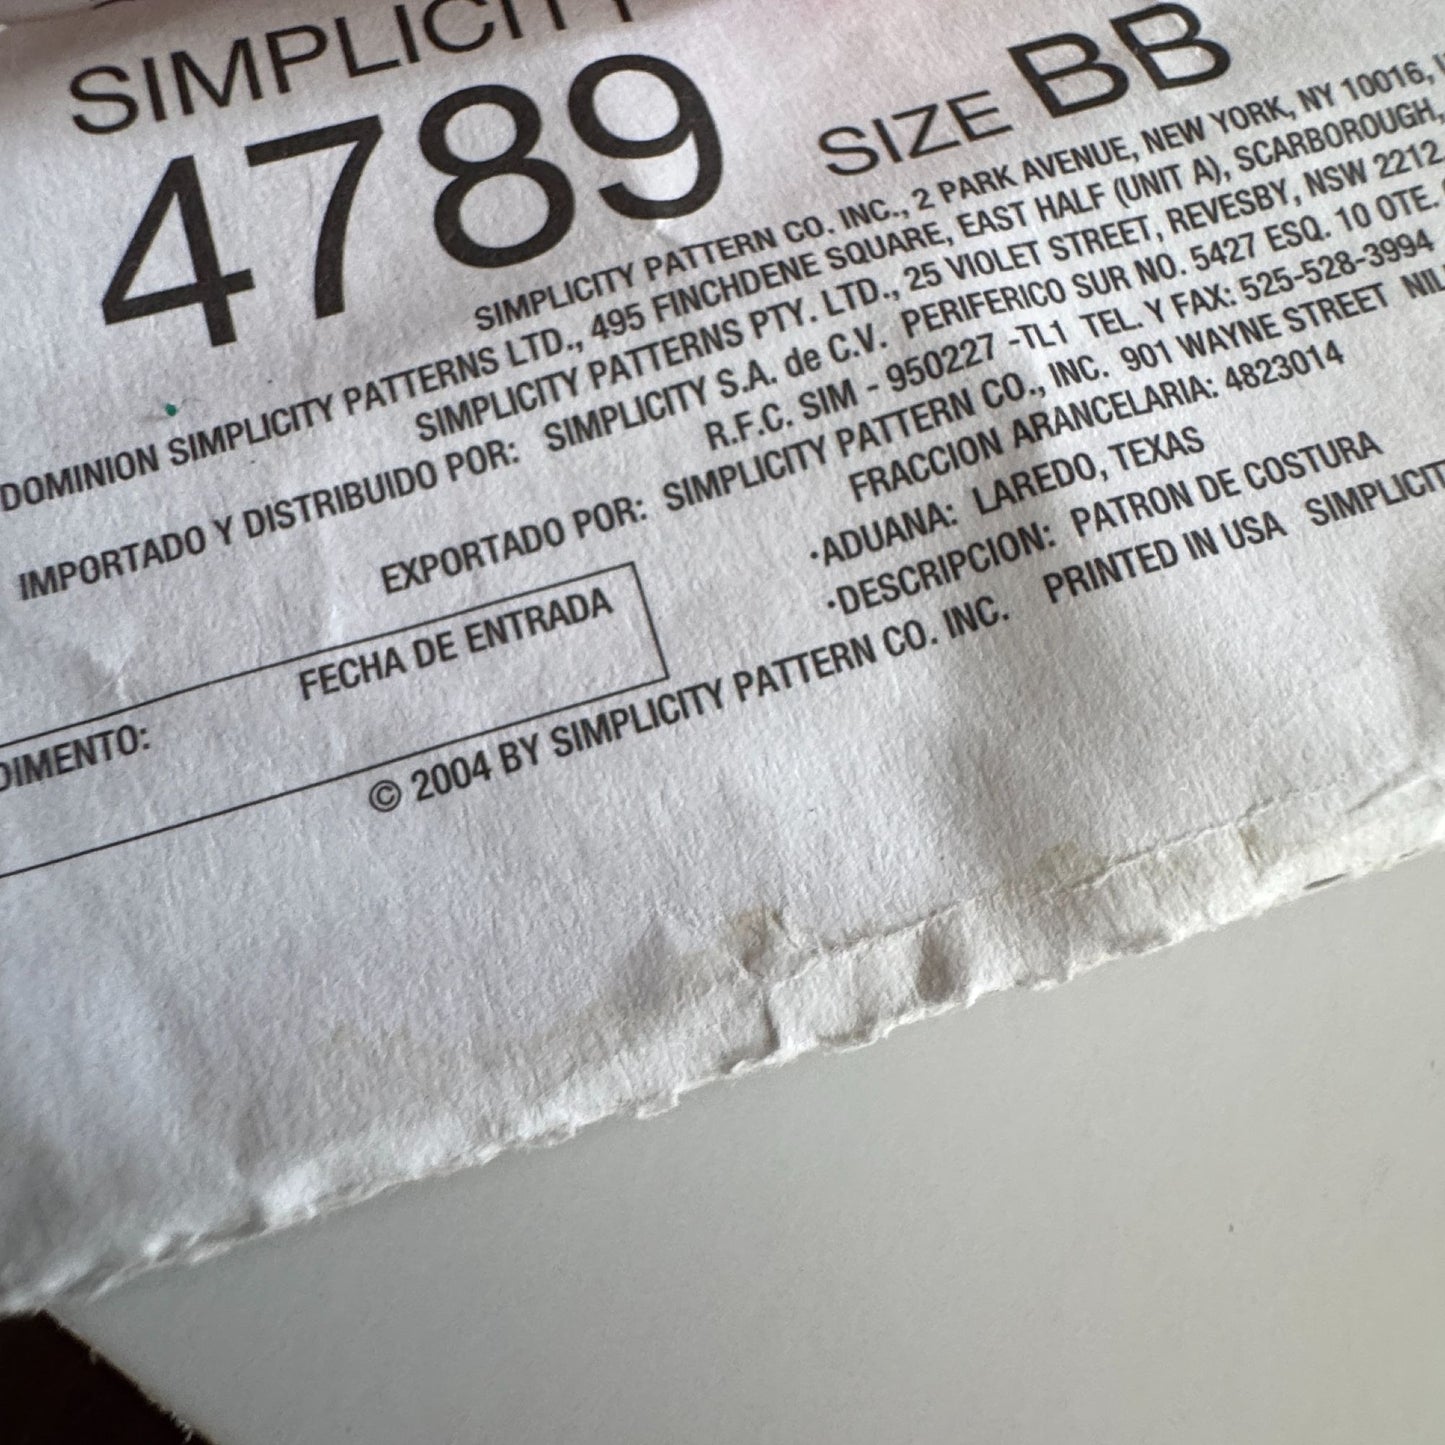 SIMPLICITY
4789
SIZE BB
SIMPLICITY PATTERN CO. INC., 2 PARK AVENUE, NEW YORK, NY 10016,
DOMINION SIMPLICITY PATTERNS LTD., 495 FINCHDENE SQUARE, EAST HALF (UNIT A), SCARBOROUGH,
SIMPLICITY PATTERNS PTY. LTD., 25 VIOLET STREET, REVESBY, NSW 2212
IMPORTADO Y DISTRIBUIDO POR: SIMPLICITY S.A. de C.V. PERIFERICO SUR NO. 5427 ESQ. 10 OTE.
R.F.C. SIM - 950227 -TL1 TEL. Y FAX: 525-528-3994
EXPORTADO POR: SIMPLICITY PATTERN CO., INC. 901 WAYNE STREET NIL
FRACCION ARANCELARIA: 4823014
•ADUANA: LAREDO, TEXAS
•DESCRIPCION: PATRON DE COSTURA
FECHA DE ENTRADA
DIMENTO:
© 2004 BY SIMPLICITY PATTERN CO. INC. PRINTED IN USA SIMPLICIT